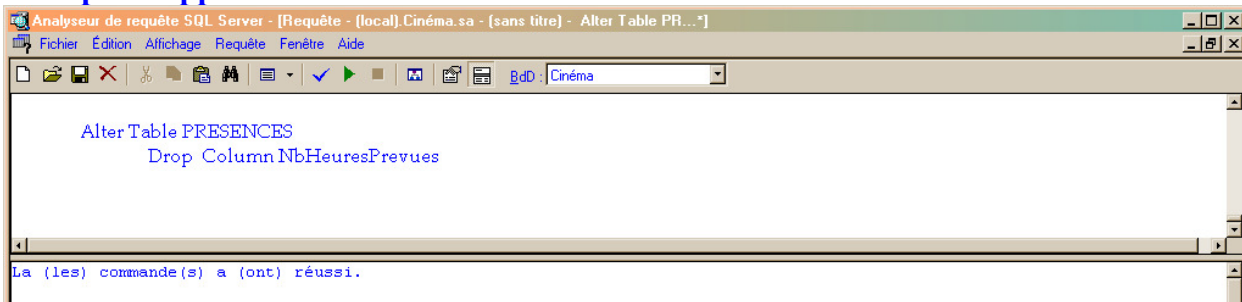 Analyseur de requête SQL Server - [Requête - (local).Cinéma.sa - (sans titre) - Alter Table PR...*]
Fichier Édition Affichage Requête Fenêtre Aide
BdD : Cinéma
Alter Table PRESENCES
Drop Column NbHeuresPrevues
La (les) commande(s) a (ont) réussi.